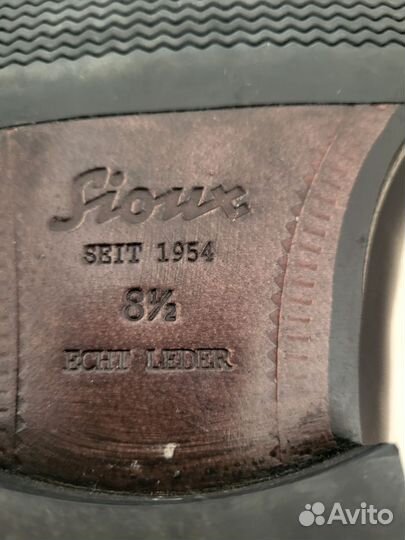 Sioux
SEIT 1954
8½
ECHT LEDER
Avito